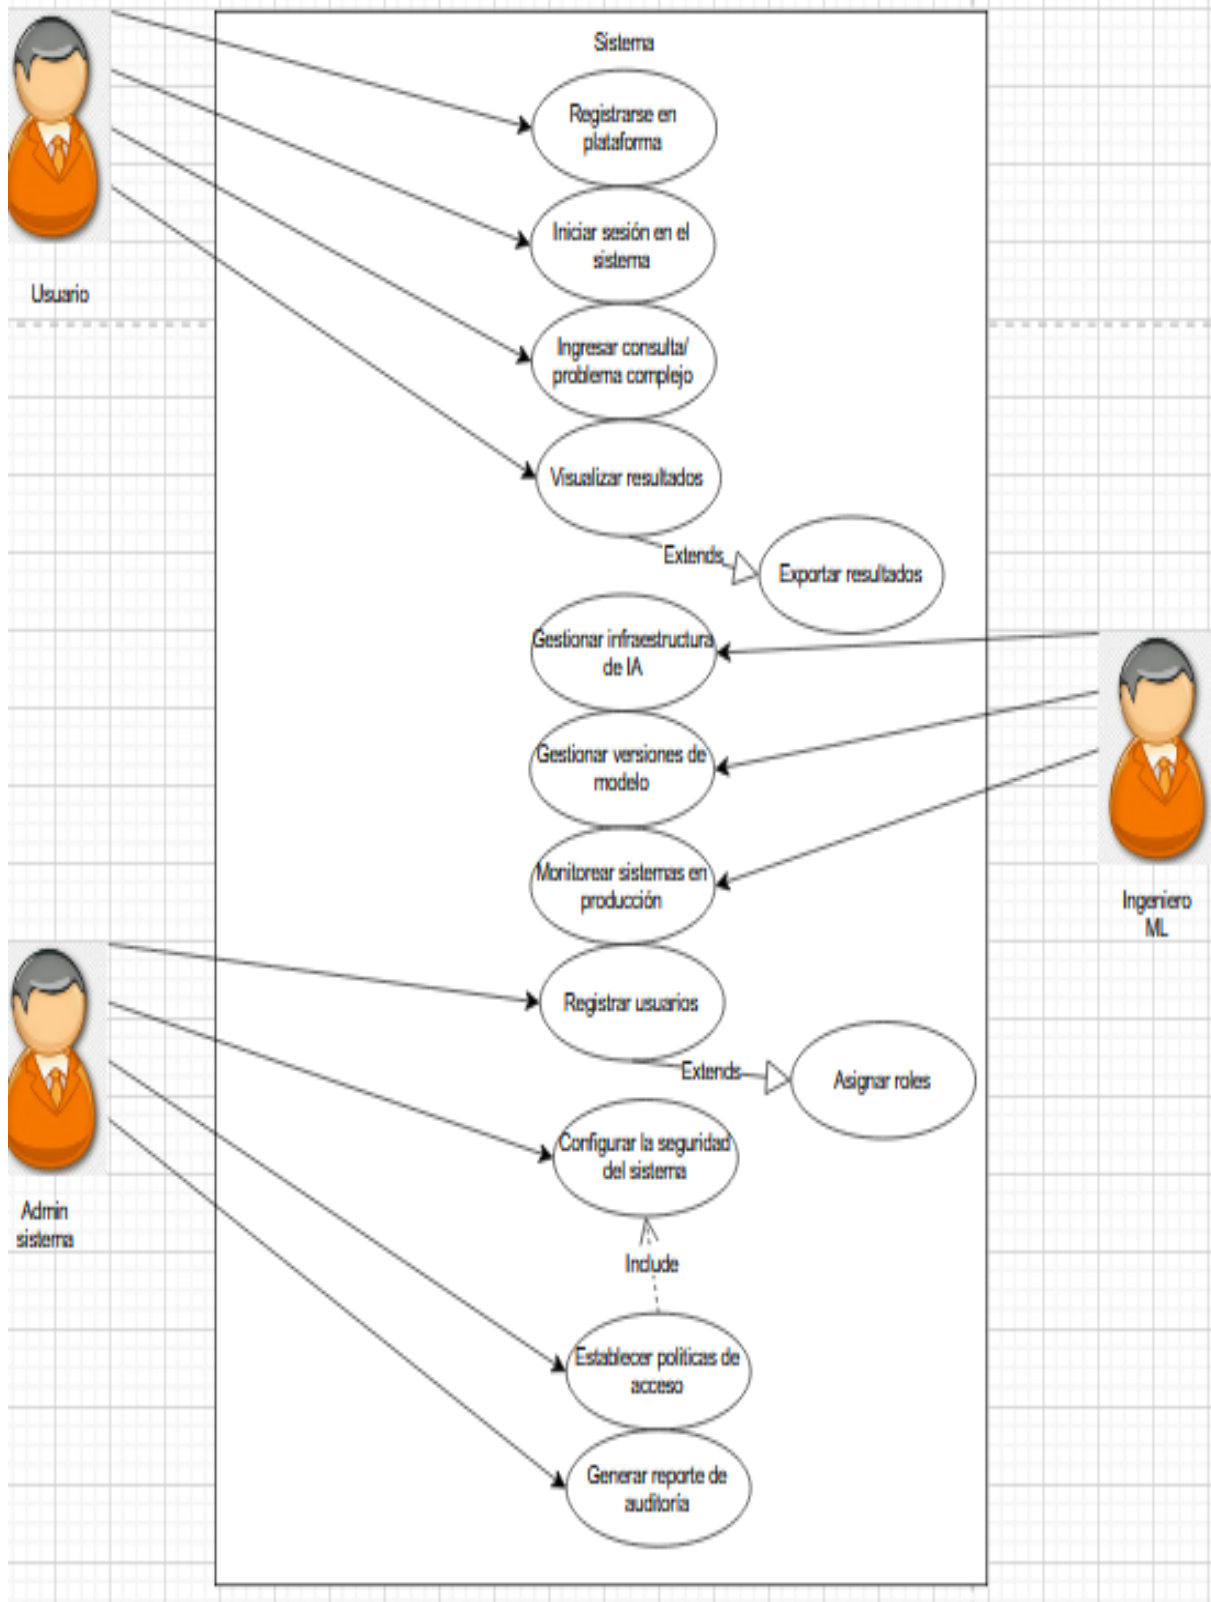 Sistema
Registrarse en
plataforma
Iniciar sesión en el
sistema
Usuario
Ingresar consulta/
problema complejo
Visualizar resultados
Extends
Exportar resultados
Gestionar infraestructura
de IA
Gestionar versiones de
modelo
Monitorear sistemas en
producción
Ingeniero
ML
Registrar usuarios
Extends
Asignar roles
Configurar la seguridad
del sistema
Admin
sistema
Include
Establecer politicas de
acceso
Generar reporte de
auditoría